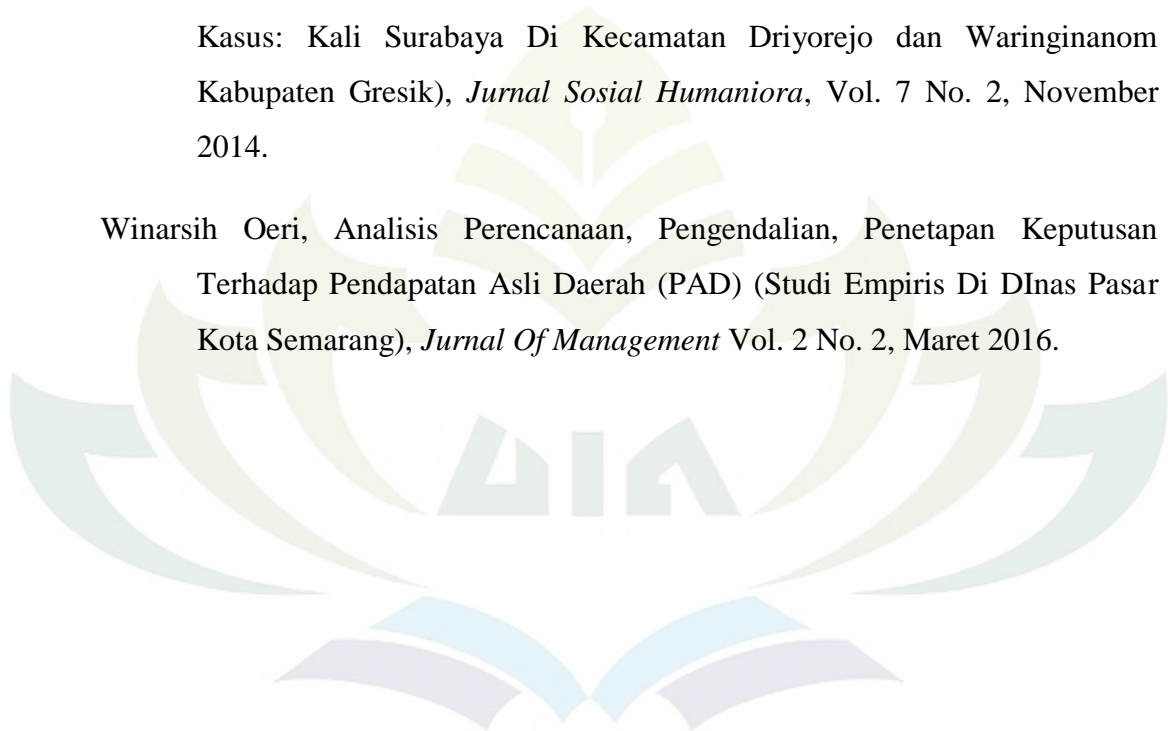 Kasus: Kali Surabaya Di Kecamatan Driyorejo dan Waringinanom
Kabupaten Gresik), Jurnal Sosial Humaniora, Vol. 7 No. 2, November
2014.
Winarsih Oeri, Analisis Perencanaan, Pengendalian, Penetapan Keputusan
Terhadap Pendapatan Asli Daerah (PAD) (Studi Empiris Di DInas Pasar
Kota Semarang), Jurnal Of Management Vol. 2 No. 2, Maret 2016.
UIN